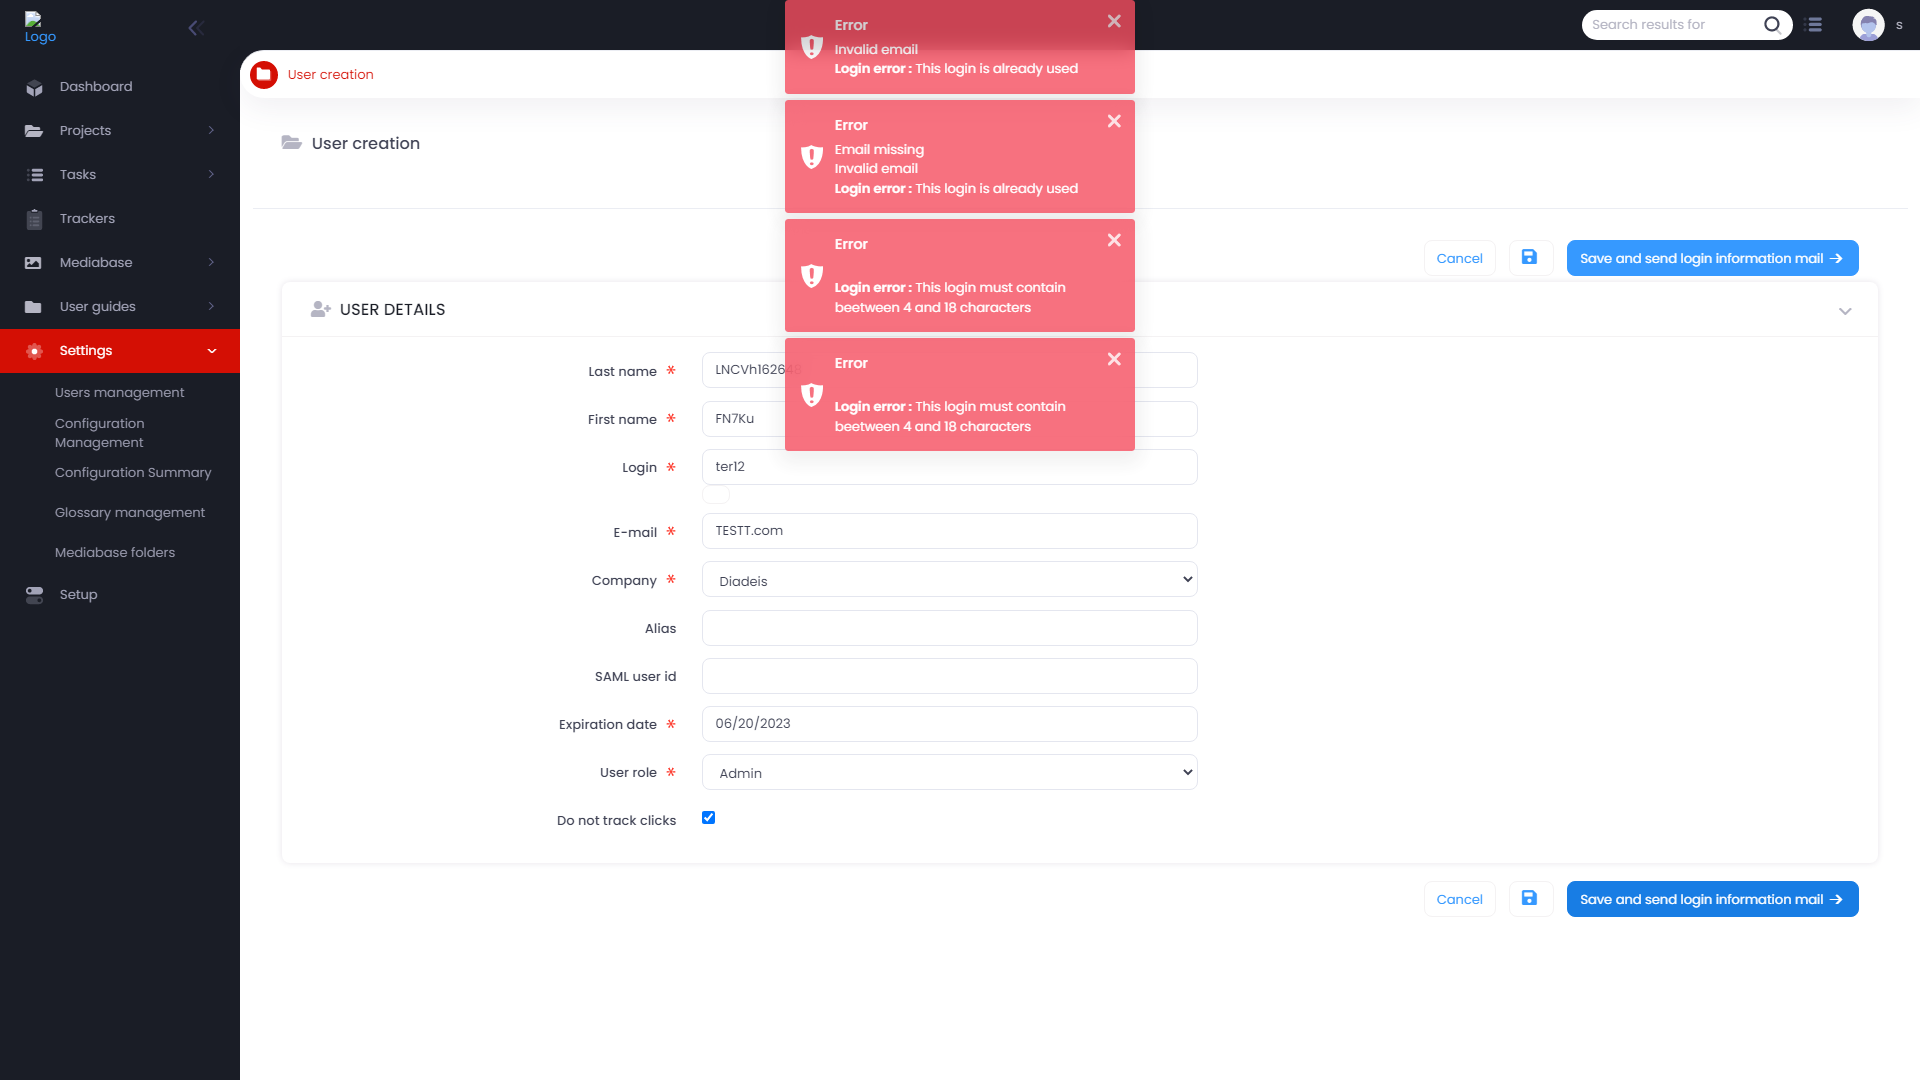 Logo
Search results for
s
Dashboard
Projects
Tasks
Trackers
Mediabase
User guides
Settings
Users management
Configuration
Management
Configuration Summary
Glossary management
Mediabase folders
Setup
User creation
User creation
Error
Invalid email
Login error : This login is already used
Error
Email missing
Invalid email
Login error : This login is already used
Error
Login error : This login must contain
beetween 4 and 18 characters
Error
Login error : This login must contain
beetween 4 and 18 characters
Cancel
Save and send login information mail
USER DETAILS
Last name *
LNCVh162648
First name *
FN7Ku
Login *
ter12
E-mail *
TESTT.com
Company *
Diadeis
Alias
SAML user id
Expiration date *
06/20/2023
User role *
Admin
Do not track clicks
Cancel
Save and send login information mail